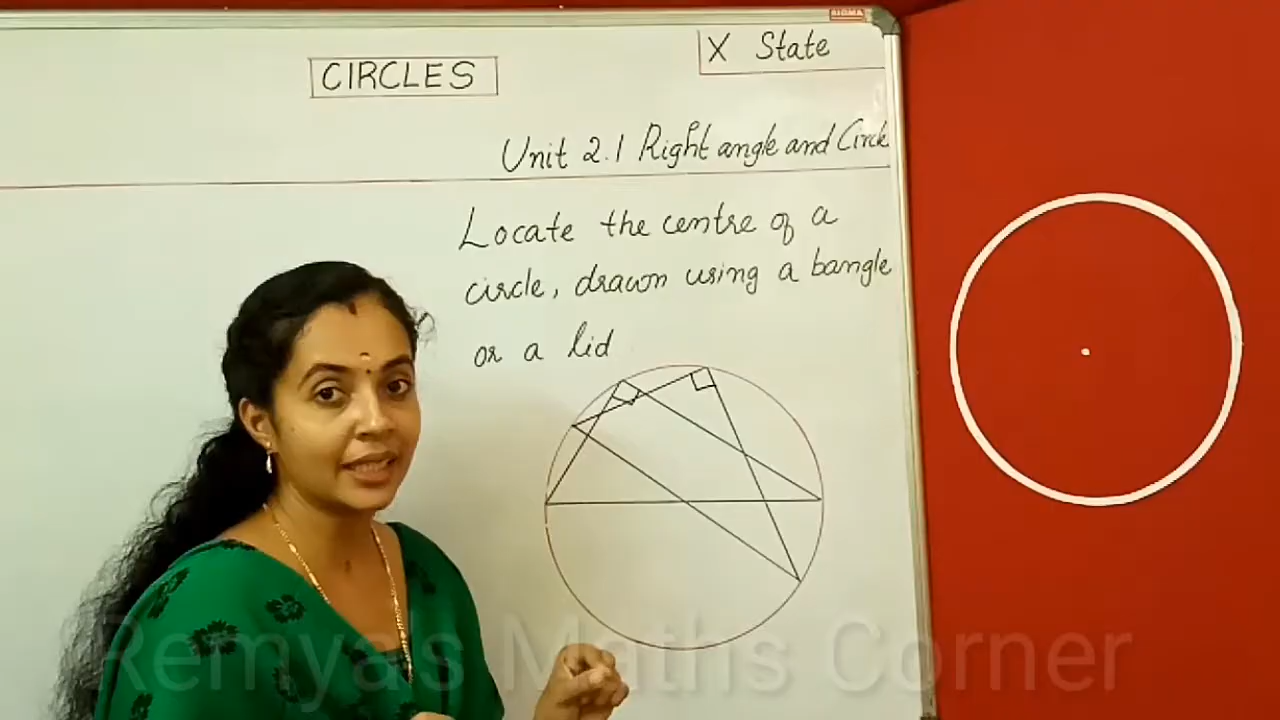 SIGMA
X State
CIRCLES
Unit 2.1 Right angle and Circle
Locate the centre of a
circle, drawn using a bangle
or a lid
Remya's Maths Corner